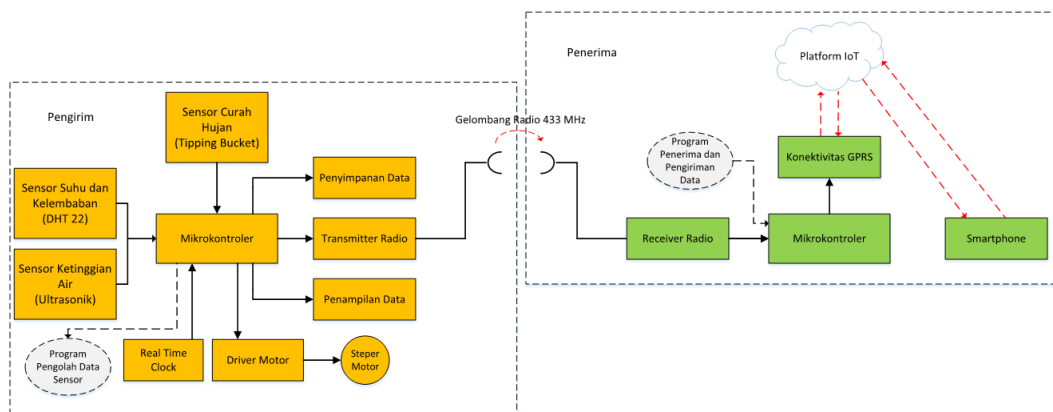 Pengirim
Sensor Curah
Hujan
(Tipping Bucket)
Sensor Suhu dan
Kelembaban
(DHT 22)
Sensor Ketinggian
Air
(Ultrasonik)
Mikrokontroler
Penyimpanan Data
Transmitter Radio
Penampilan Data
Program
Pengolah Data
Sensor
Real Time
Clock
Driver Motor
Steper
Motor
Gelombang Radio 433 MHz
Penerima
Platform IoT
Program
Penerima dan
Pengiriman
Data
Konektivitas GPRS
Receiver Radio
Mikrokontroler
Smartphone